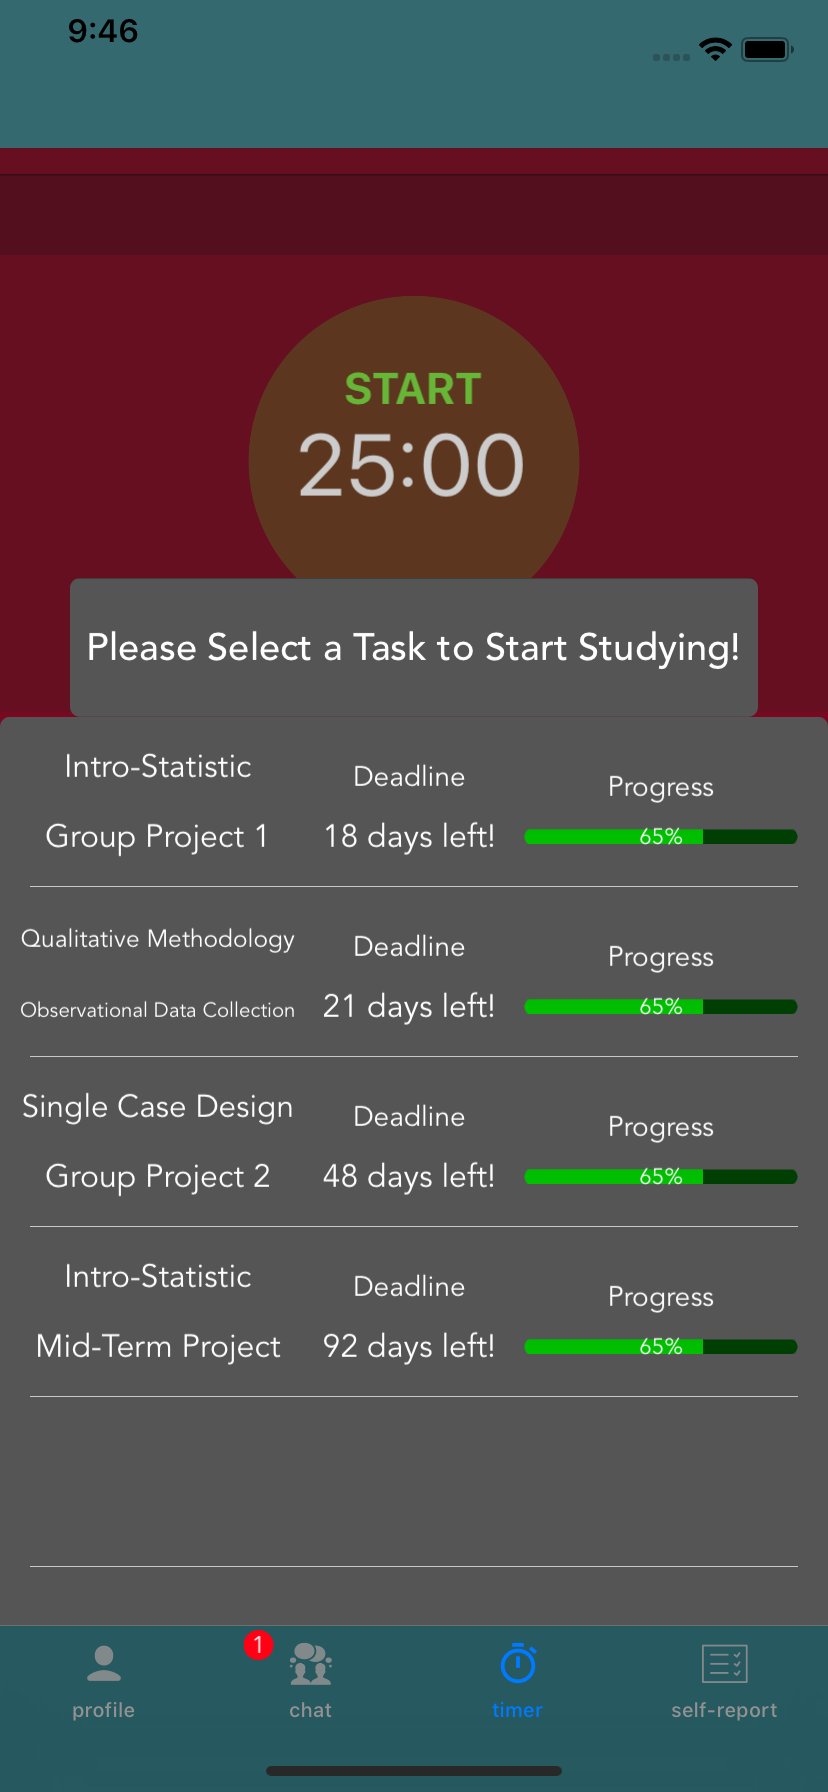 9:46
START
25:00
Please Select a Task to Start Studying!
Intro-Statistic
Deadline
Progress
Group Project 1
18 days left!
65%
Qualitative Methodology
Deadline
Progress
Observational Data Collection
21 days left!
65%
Single Case Design
Deadline
Progress
Group Project 2
48 days left!
65%
Intro-Statistic
Deadline
Progress
Mid-Term Project
92 days left!
65%
1
profile
chat
timer
self-report